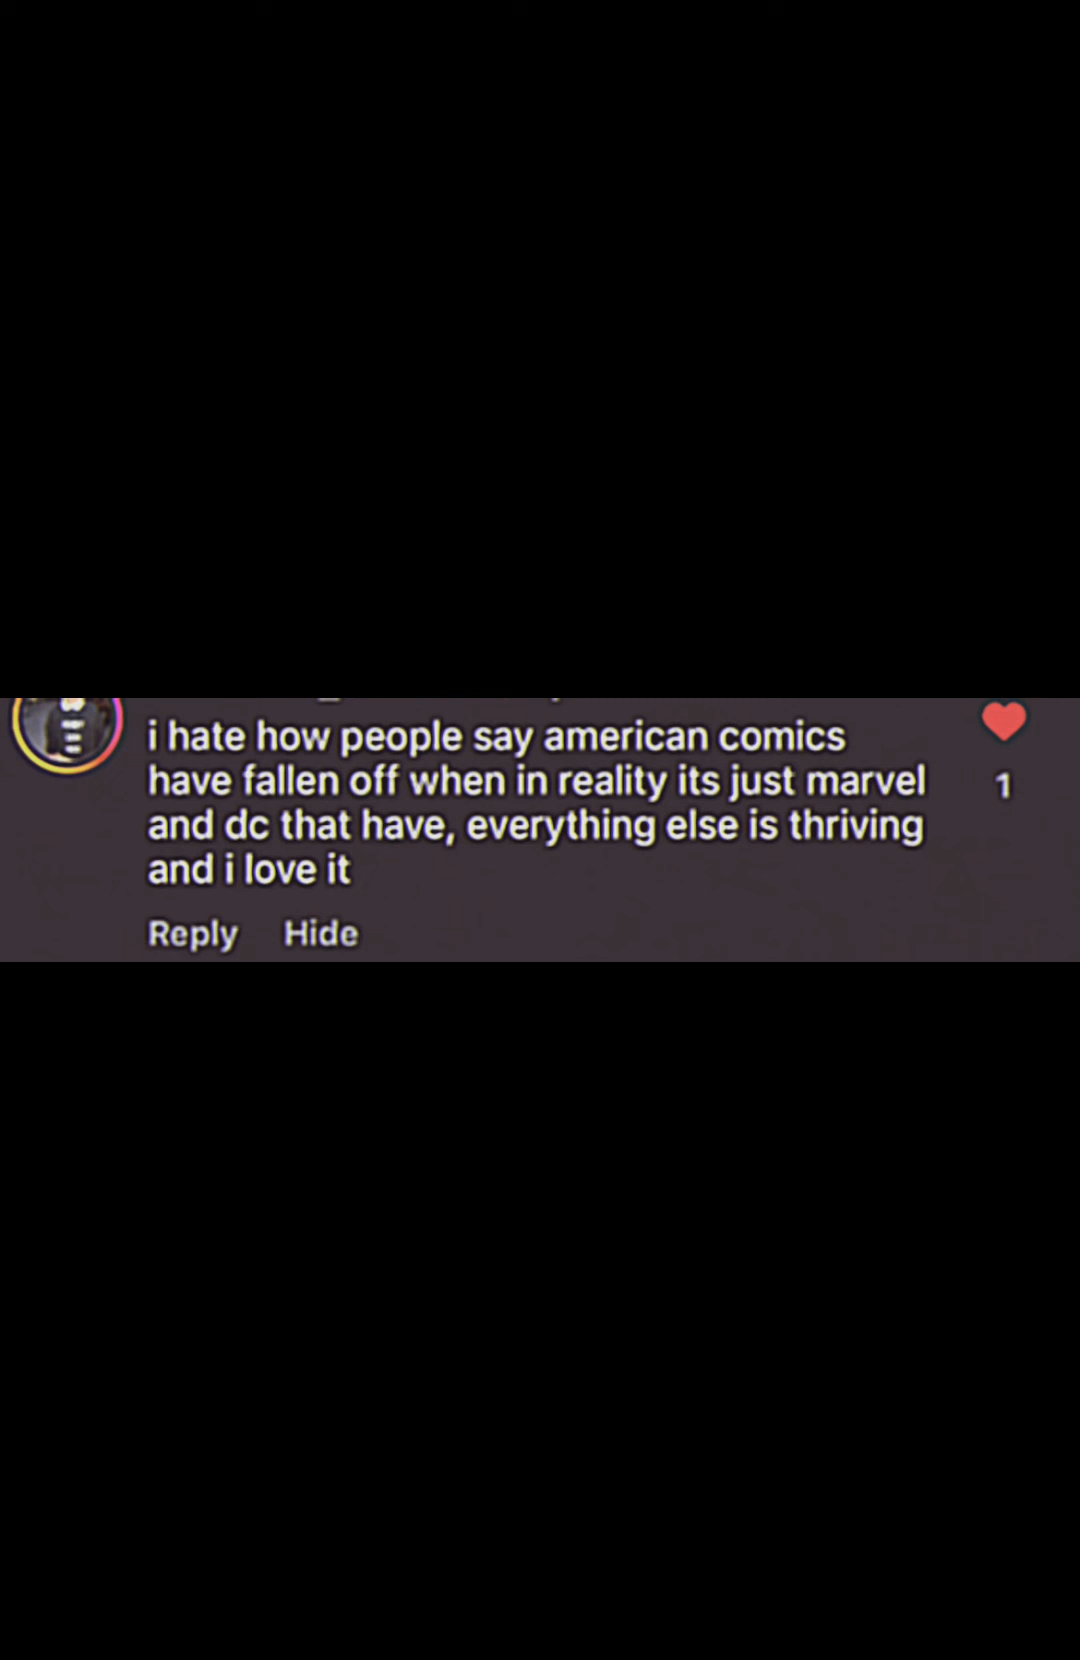 i hate how people say american comics
have fallen off when in reality its just marvel
and dc that have, everything else is thriving
and i love it
1
Reply Hide